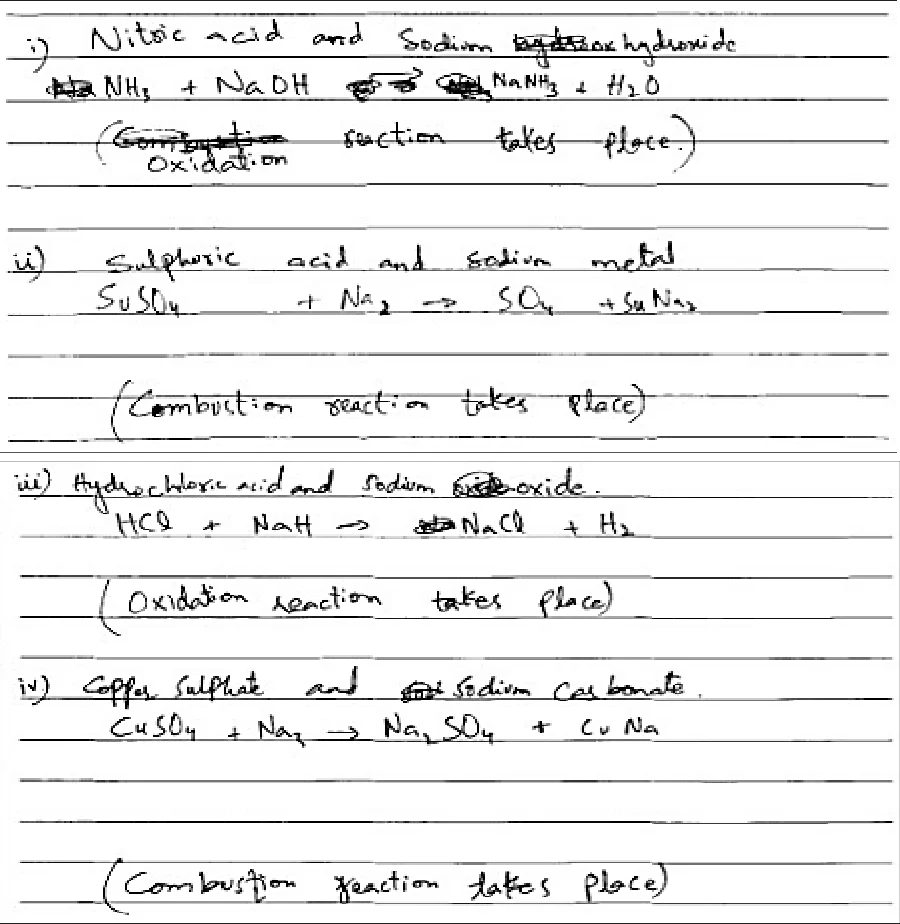 i) Nitric acid and Sodium hydroxide
NH₃ + NaOH NaNH₃ + H₂O
(Oxidation reaction takes place.)
ii) Sulphuric acid and sodium metal
SuSO₄ + Na₂ → SO₄ + SuNa₂
(Combustion reaction takes place)
iii) Hydrochloric acid and sodium oxide.
HCl + NaH → NaCl + H₂
(Oxidation reaction takes place)
iv) Copper Sulphate and Sodium Carbonate.
CuSO₄ + Na₂ → Na₂SO₄ + CuNa
(Combustion reaction takes place)